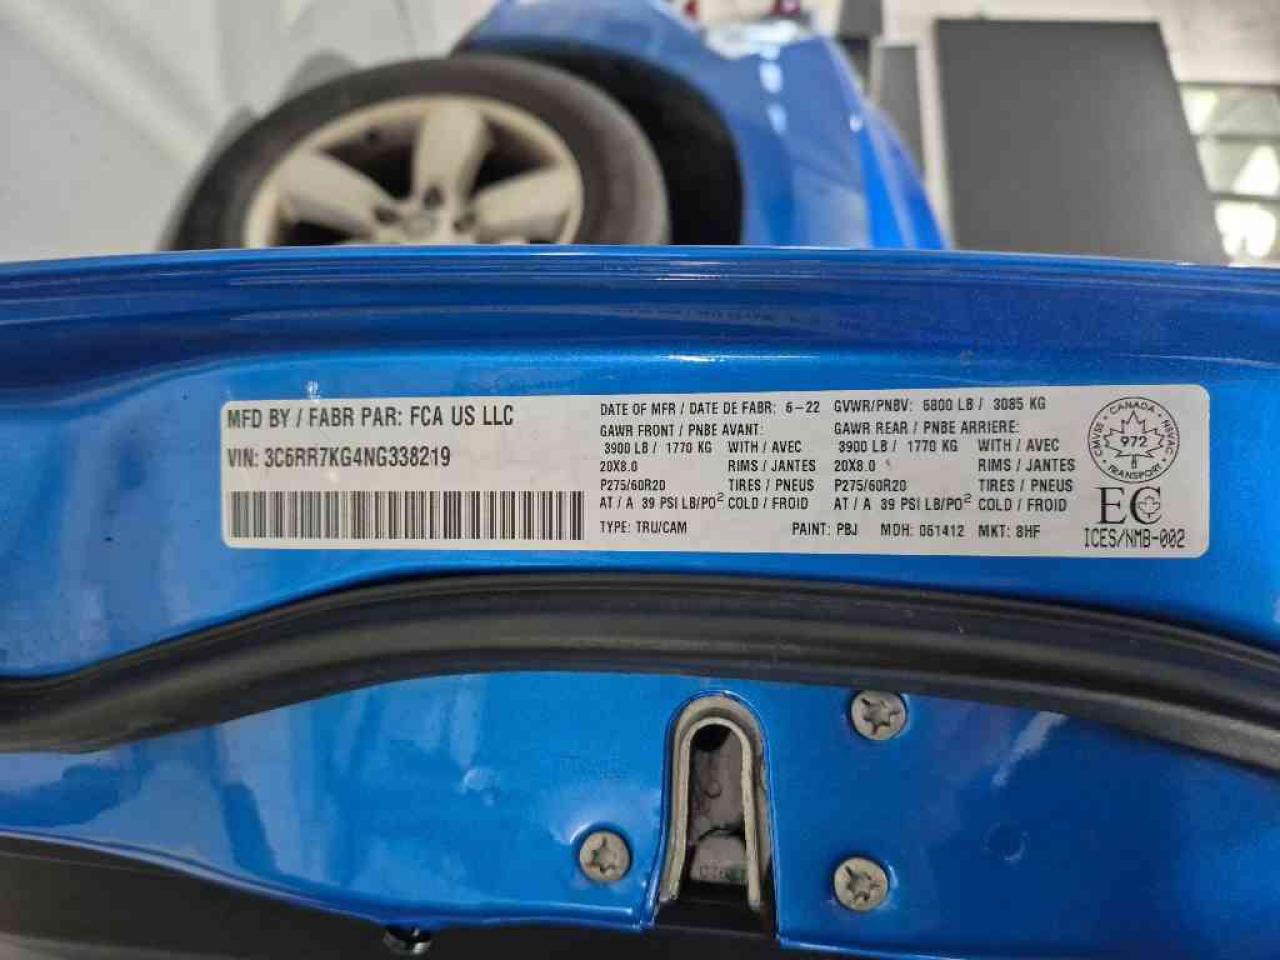 MFD BY / FABR PAR: FCA US LLC
VIN: 3C6RR7KG4NG338219
DATE OF MFR / DATE DE FABR: 6-22 GVWR/PNBV: 6800 LB / 3085 KG
GAWR FRONT / PNBE AVANT: GAWR REAR / PNBE ARRIERE:
3900 LB / 1770 KG WITH / AVEC 3900 LB / 1770 KG WITH / AVEC
20X8.0 RIMS / JANTES 20X8.0 RIMS / JANTES
P275/60R20 TIRES / PNEUS P275/60R20 TIRES / PNEUS
AT / A 39 PSI LB/PO² COLD / FROID AT / A 39 PSI LB/PO² COLD / FROID
TYPE: TRU/CAM PAINT: PBJ MDH: 061412 MKT: 8HF
CMVSS · CANADA · NSVAC
972
TRANSPORT
EC
ICES/NMB-002